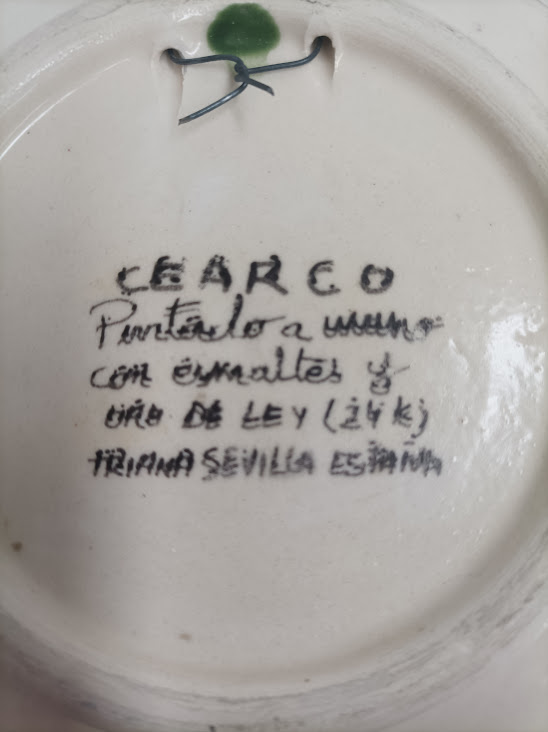 CEARCO
Pintado a mano
con esmaltes y
ORO DE LEY (24K)
TRIANA SEVILLA ESPAÑA